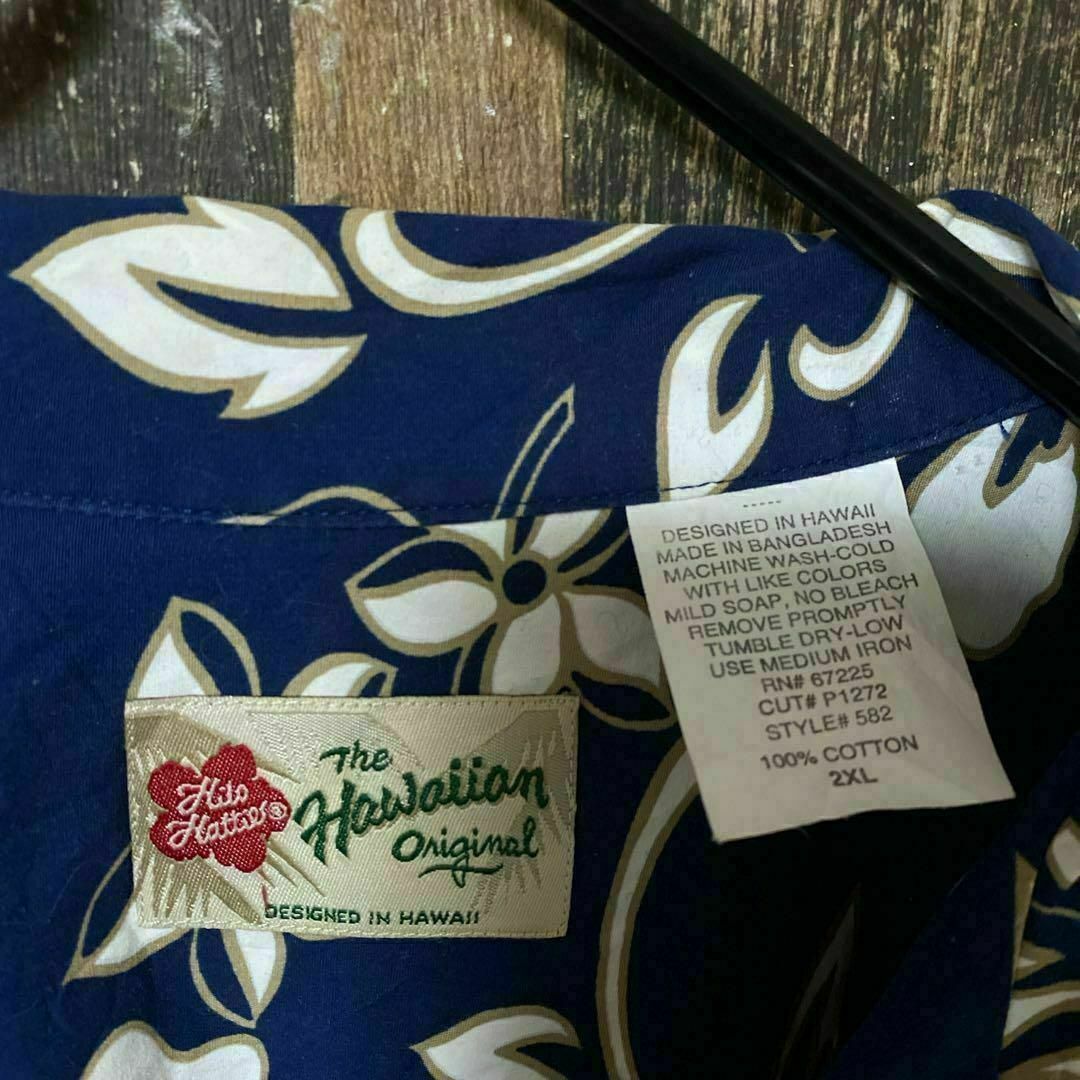 -----
DESIGNED IN HAWAII
MADE IN BANGLADESH
MACHINE WASH-COLD
WITH LIKE COLORS
MILD SOAP, NO BLEACH
REMOVE PROMPTLY
TUMBLE DRY-LOW
USE MEDIUM IRON
RN# 67225
CUT# P1272
STYLE# 582
100% COTTON
2XL
Hilo
Hattie®
The
Hawaiian
Original
DESIGNED IN HAWAII